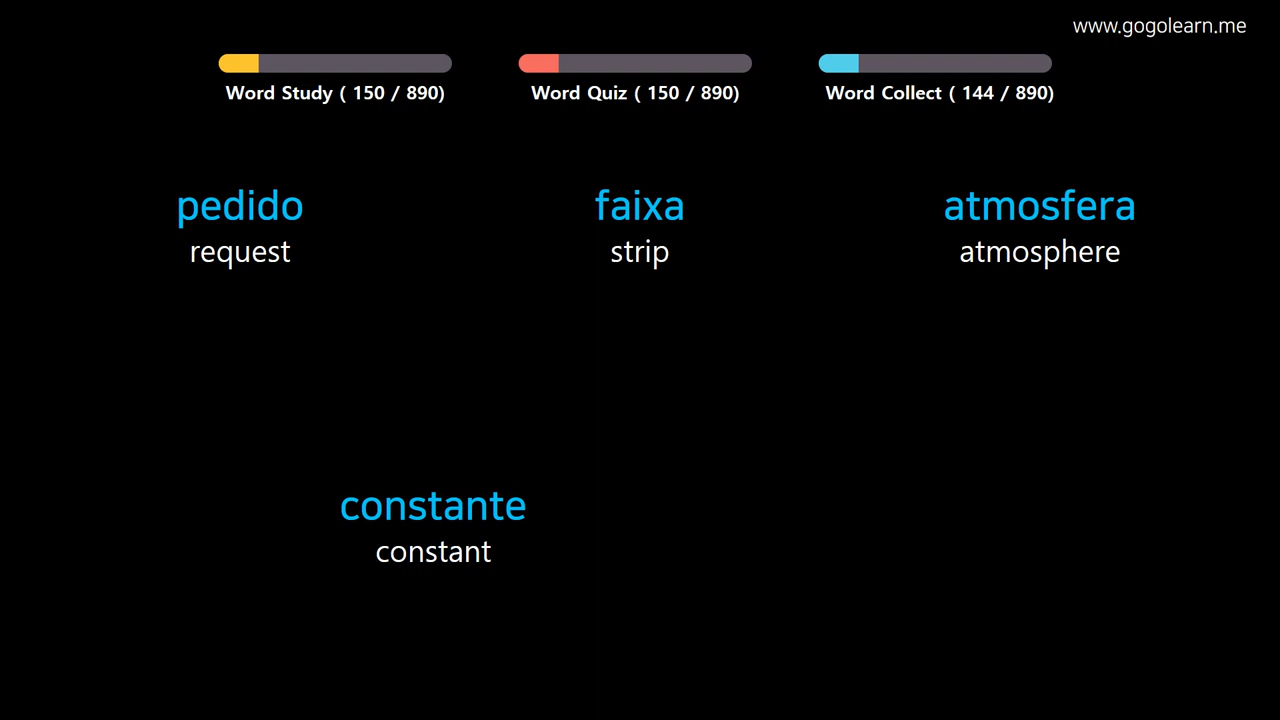 www.gogolearn.me
Word Study ( 150 / 890)
Word Quiz ( 150 / 890)
Word Collect ( 144 / 890)
pedido
request
faixa
strip
atmosfera
atmosphere
constante
constant